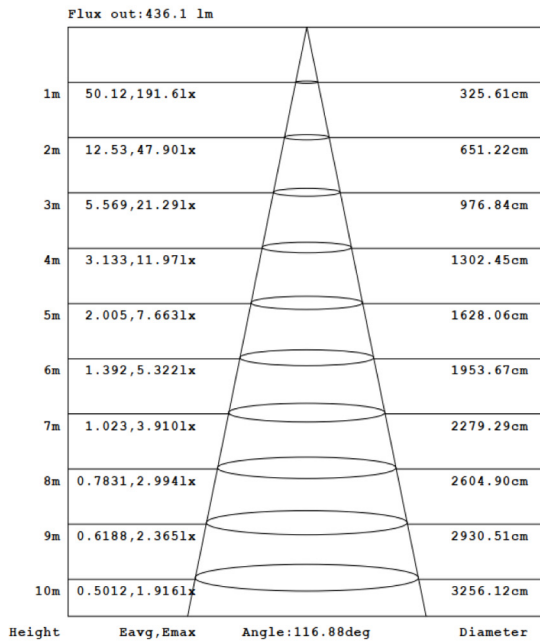 Flux out:436.1 lm
1m 50.12,191.6lx 325.61cm
2m 12.53,47.90lx 651.22cm
3m 5.569,21.29lx 976.84cm
4m 3.133,11.97lx 1302.45cm
5m 2.005,7.663lx 1628.06cm
6m 1.392,5.322lx 1953.67cm
7m 1.023,3.910lx 2279.29cm
8m 0.7831,2.994lx 2604.90cm
9m 0.6188,2.365lx 2930.51cm
10m 0.5012,1.916lx 3256.12cm
Height Eavg,Emax Angle:116.88deg Diameter